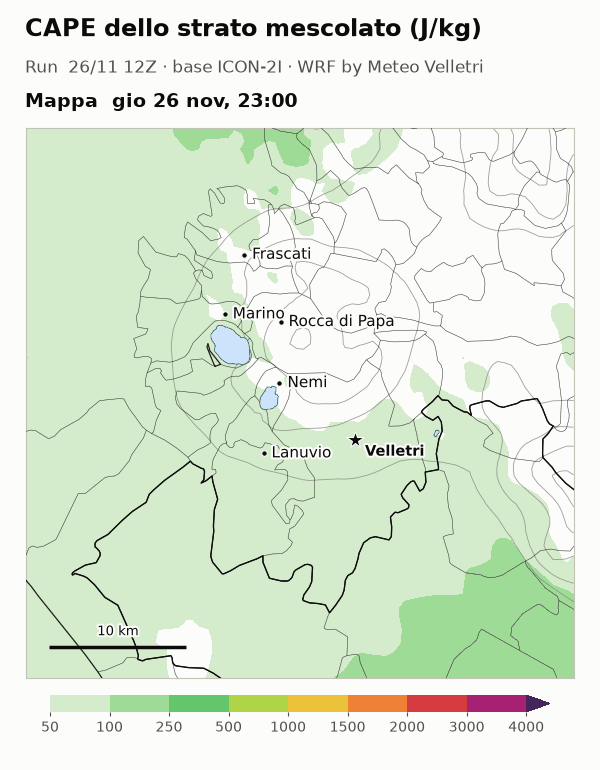 CAPE dello strato mescolato (J/kg)
Run  26/11 12Z · base ICON-2I · WRF by Meteo Velletri
Mappa  gio 26 nov, 23:00
Frascati
Marino
Rocca di Papa
Nemi
Velletri
Lanuvio
10 km
50 100 250 500 1000 1500 2000 3000 4000